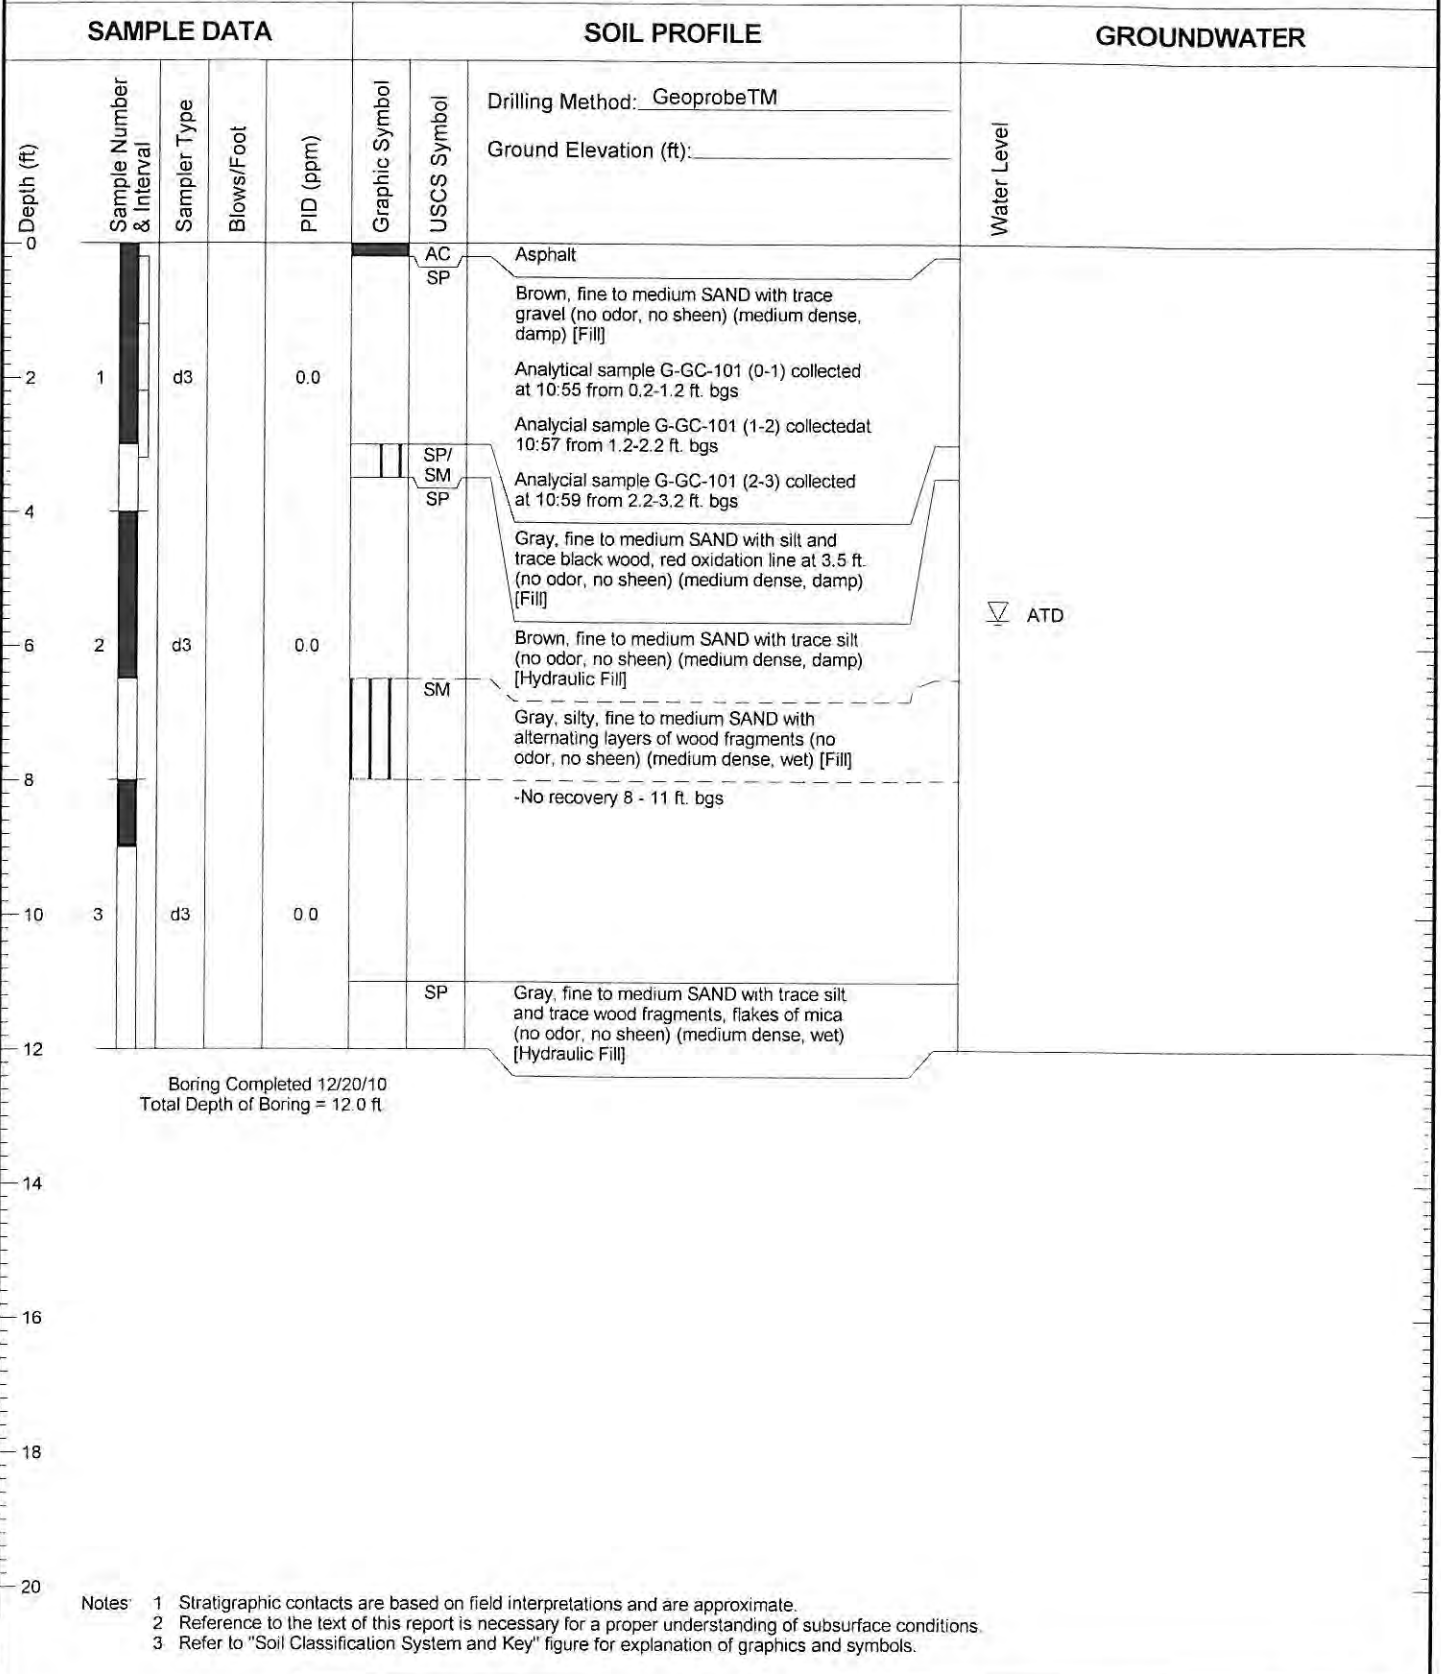 SAMPLE DATA
SOIL PROFILE
GROUNDWATER
Depth (ft)
Sample Number
& Interval
Sampler Type
Blows/Foot
PID (ppm)
Graphic Symbol
USCS Symbol
Drilling Method: GeoprobeTM
Ground Elevation (ft):
Water Level
0
AC
Asphalt
SP
Brown, fine to medium SAND with trace
gravel (no odor, no sheen) (medium dense,
damp) [Fill]
2
1
d3
0.0
Analytical sample G-GC-101 (0-1) collected
at 10:55 from 0.2-1.2 ft. bgs
Analycial sample G-GC-101 (1-2) collectedat
10:57 from 1.2-2.2 ft. bgs
SP/
SM
Analycial sample G-GC-101 (2-3) collected
at 10:59 from 2.2-3.2 ft. bgs
SP
4
Gray, fine to medium SAND with silt and
trace black wood, red oxidation line at 3.5 ft.
(no odor, no sheen) (medium dense, damp)
[Fill]
ATD
6
2
d3
0.0
Brown, fine to medium SAND with trace silt
(no odor, no sheen) (medium dense, damp)
[Hydraulic Fill]
SM
Gray, silty, fine to medium SAND with
alternating layers of wood fragments (no
odor, no sheen) (medium dense, wet) [Fill]
8
-No recovery 8 - 11 ft. bgs
10
3
d3
0.0
SP
Gray, fine to medium SAND with trace silt
and trace wood fragments, flakes of mica
(no odor, no sheen) (medium dense, wet)
[Hydraulic Fill]
12
Boring Completed 12/20/10
Total Depth of Boring = 12.0 ft.
14
16
18
20
Notes: 1 Stratigraphic contacts are based on field interpretations and are approximate.
2 Reference to the text of this report is necessary for a proper understanding of subsurface conditions.
3 Refer to "Soil Classification System and Key" figure for explanation of graphics and symbols.